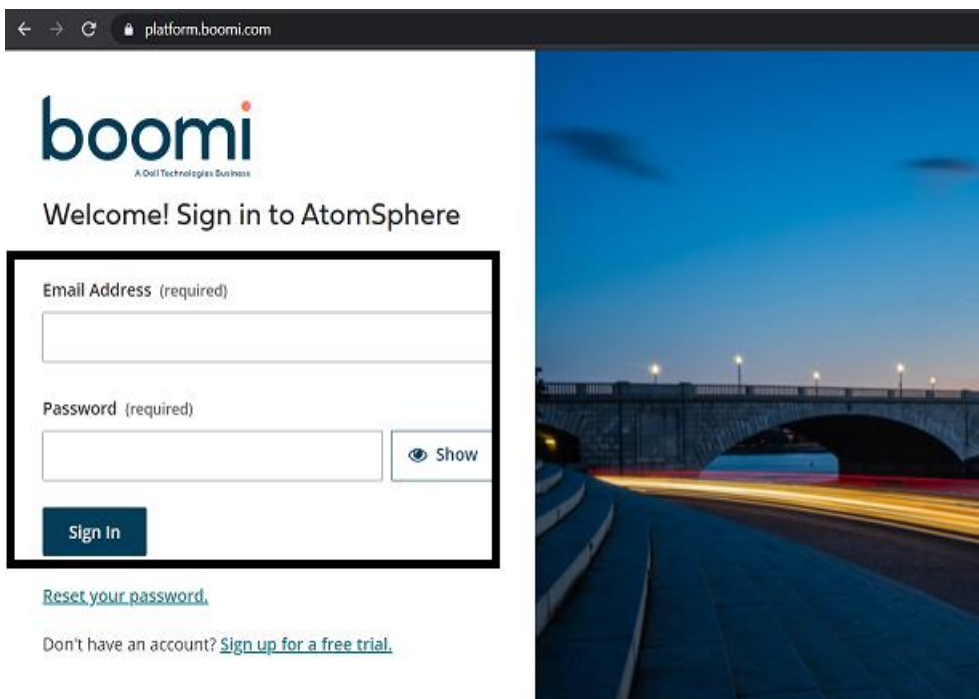 platform.boomi.com
boomi
A Dell Technologies Business
Welcome! Sign in to AtomSphere
Email Address (required)
Password (required)
Show
Sign In
Reset your password.
Don't have an account? Sign up for a free trial.